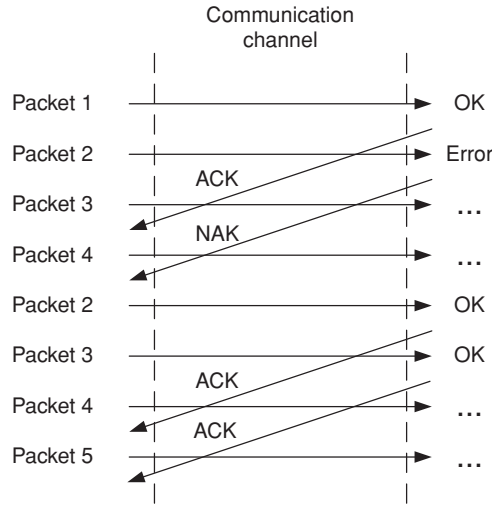 Communication
channel
Packet 1 OK
Packet 2 Error
ACK
Packet 3 ...
NAK
Packet 4 ...
Packet 2 OK
Packet 3 OK
ACK
Packet 4 ...
ACK
Packet 5 ...